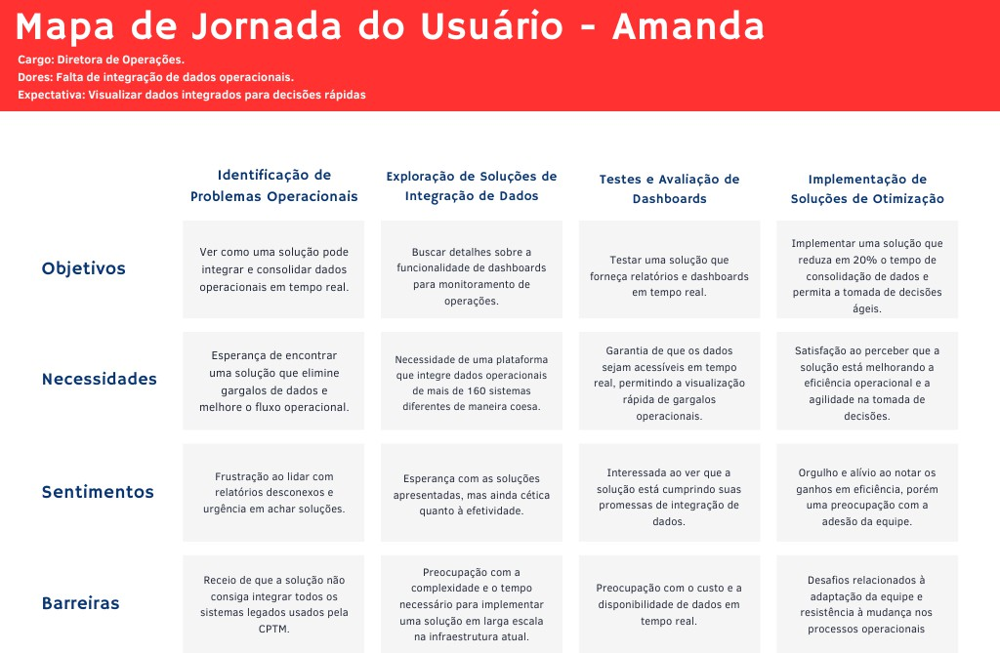 Mapa de Jornada do Usuário - Amanda
Cargo: Diretora de Operações.
Dores: Falta de integração de dados operacionais.
Expectativa: Visualizar dados integrados para decisões rápidas
Identificação de
Problemas Operacionais
Exploração de Soluções de
Integração de Dados
Testes e Avaliação de
Dashboards
Implementação de
Soluções de Otimização
Objetivos
Ver como uma solução pode
integrar e consolidar dados
operacionais em tempo real.
Buscar detalhes sobre a
funcionalidade de dashboards
para monitoramento de
operações.
Testar uma solução que
forneça relatórios e dashboards
em tempo real.
Implementar uma solução que
reduza em 20% o tempo de
consolidação de dados e
permita a tomada de decisões
ágeis.
Necessidades
Esperança de encontrar
uma solução que elimine
gargalos de dados e
melhore o fluxo operacional.
Necessidade de uma plataforma
que integre dados operacionais
de mais de 160 sistemas
diferentes de maneira coesa.
Garantia de que os dados
sejam acessíveis em tempo
real, permitindo a visualização
rápida de gargalos
operacionais.
Satisfação ao perceber que a
solução está melhorando a
eficiência operacional e a
agilidade na tomada de
decisões.
Sentimentos
Frustração ao lidar com
relatórios desconexos e
urgência em achar soluções.
Esperança com as soluções
apresentadas, mas ainda cética
quanto à efetividade.
Interessada ao ver que a
solução está cumprindo suas
promessas de integração de
dados.
Orgulho e alívio ao notar os
ganhos em eficiência, porém
uma preocupação com a
adesão da equipe.
Barreiras
Receio de que a solução não
consiga integrar todos os
sistemas legados usados pela
CPTM.
Preocupação com a
complexidade e o tempo
necessário para implementar
uma solução em larga escala
na infraestrutura atual.
Preocupação com o custo e a
disponibilidade de dados em
tempo real.
Desafios relacionados à
adaptação da equipe e
resistência à mudança nos
processos operacionais